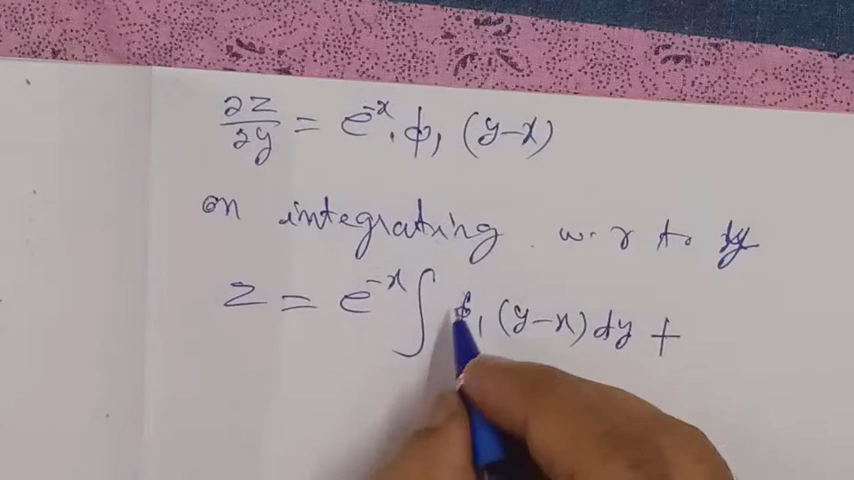 ∂z/∂y = e^{-x}. φ₁ (y-x)
on integrating w.r to y
z = e^{-x} ∫ φ₁ (y-x) dy +